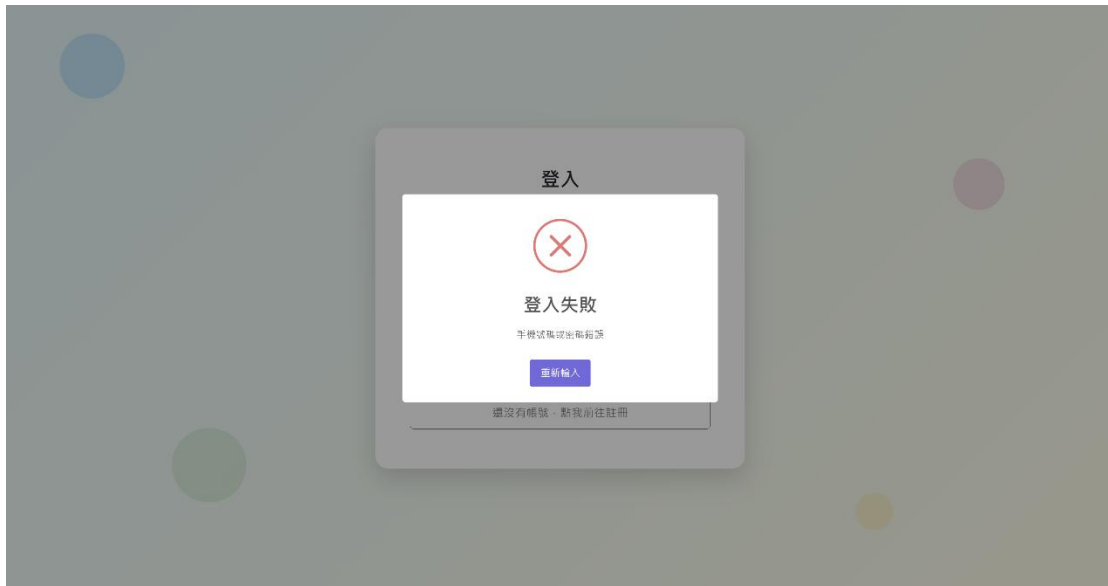 登入
登入失敗
手機號碼或密碼錯誤
重新輸入
還沒有帳號，點我前往註冊